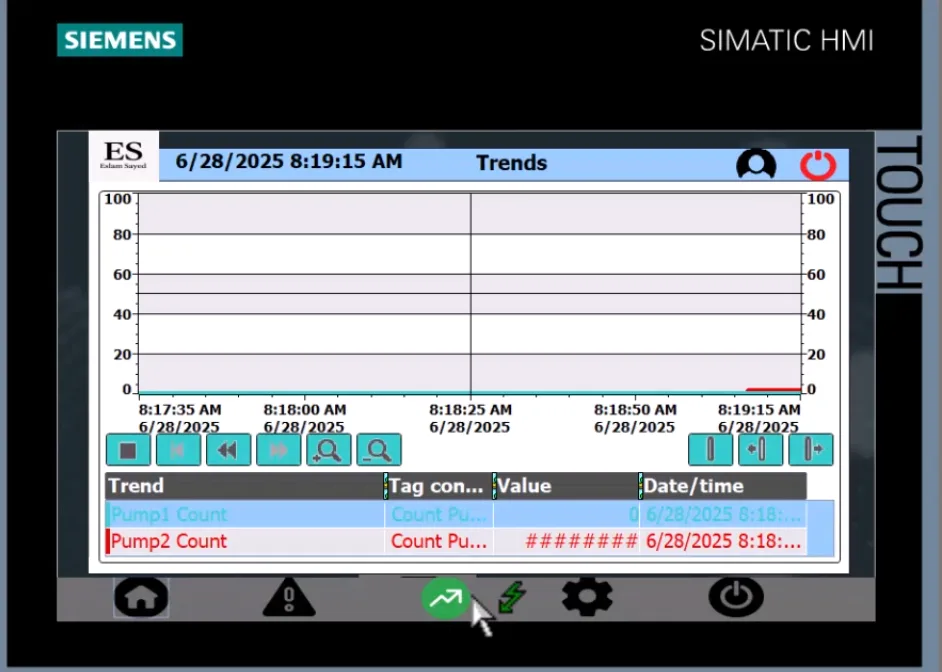 SIEMENS
SIMATIC HMI
TOUCH
ES
Eslam Sayed
6/28/2025 8:19:15 AM
Trends
100
80
60
40
20
0
100
80
60
40
20
0
8:17:35 AM
6/28/2025
8:18:00 AM
6/28/2025
8:18:25 AM
6/28/2025
8:18:50 AM
6/28/2025
8:19:15 AM
6/28/2025
Trend Tag con... Value Date/time
Pump1 Count Count Pu... 0 6/28/2025 8:18:...
Pump2 Count Count Pu... ######## 6/28/2025 8:18:...